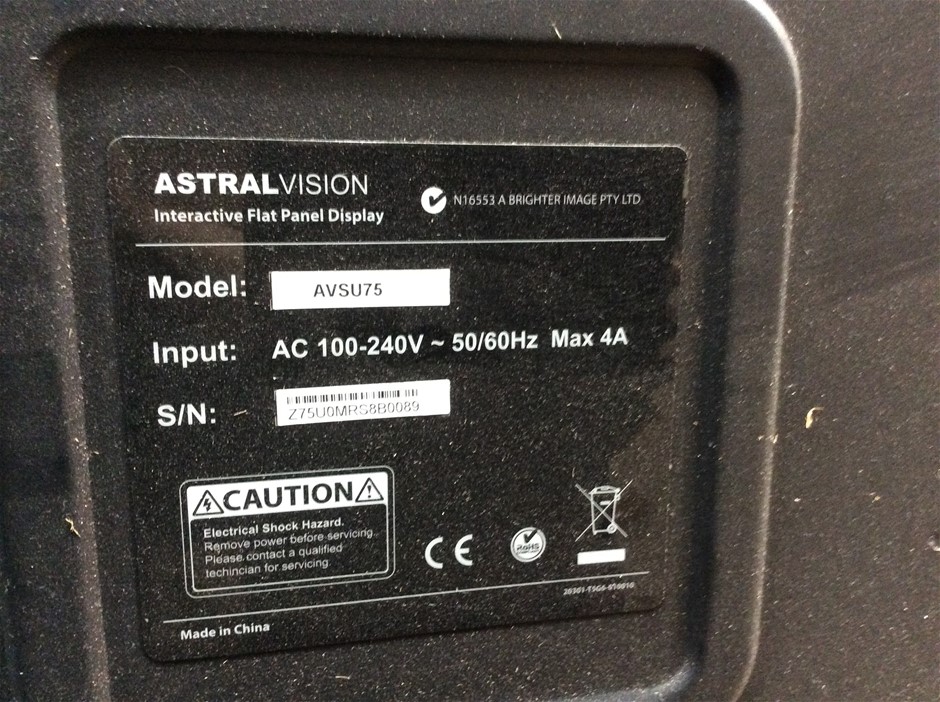 ASTRALVISION
Interactive Flat Panel Display
N16553 A BRIGHTER IMAGE PTY LTD
Model: AVSU75
Input: AC 100-240V ~ 50/60Hz Max 4A
S/N: Z75U0MRS8B0089
CAUTION
Electrical Shock Hazard.
Remove power before servicing.
Please contact a qualified
techincian for servicing.
CE
RoHS
Made in China